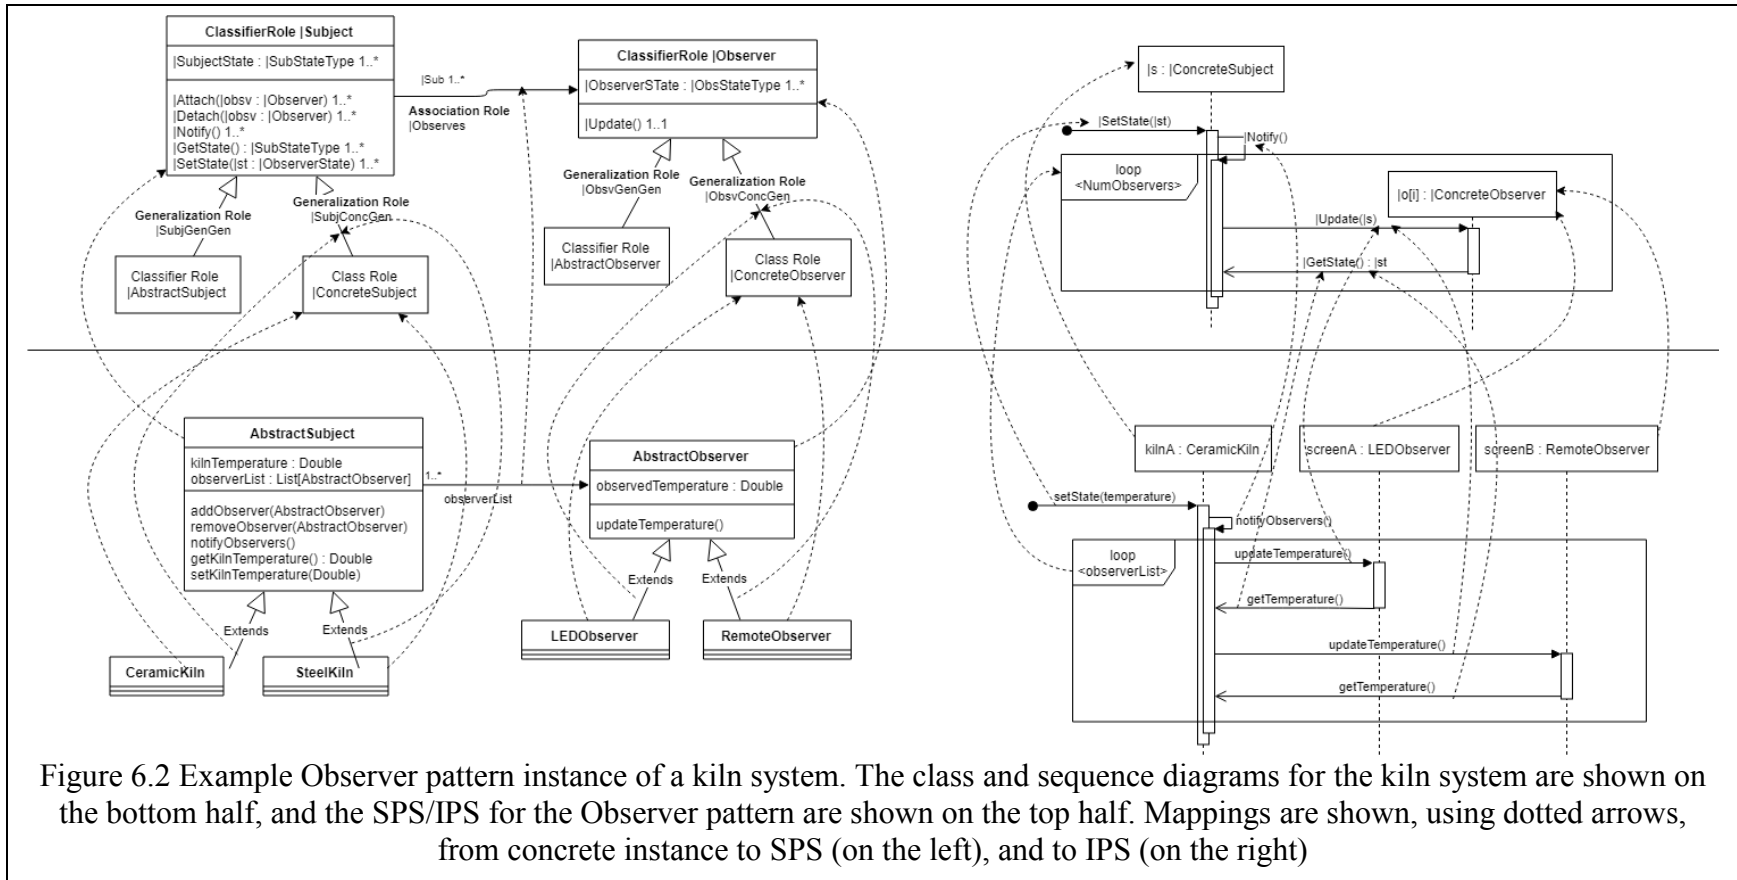 ClassifierRole |Subject
|SubjectState : |SubStateType 1..*
|Attach(|obsv : |Observer) 1..*
|Detach(|obsv : |Observer) 1..*
|Notify() 1..*
|GetState() : |SubStateType 1..*
|SetState(|st : |ObserverState) 1..*
|Sub 1..*
Association Role
|Observes
ClassifierRole |Observer
|ObserverSTate : |ObsStateType 1..*
|Update() 1..1
Generalization Role
|SubjGenGen
Generalization Role
|SubjConcGen
Generalization Role
|ObsvGenGen
Generalization Role
|ObsvConcGen
Classifier Role
|AbstractSubject
Class Role
|ConcreteSubject
Classifier Role
|AbstractObserver
Class Role
|ConcreteObserver
|s : |ConcreteSubject
|SetState(|st)
|Notify()
loop
<NumObservers>
|o[i] : |ConcreteObserver
|Update(|s)
|GetState() : |st
AbstractSubject
kilnTemperature : Double
observerList : List[AbstractObserver]
addObserver(AbstractObserver)
removeObserver(AbstractObserver)
notifyObservers()
getKilnTemperature() : Double
setKilnTemperature(Double)
1..*
observerList
AbstractObserver
observedTemperature : Double
updateTemperature()
Extends
Extends
Extends
Extends
CeramicKiln
SteelKiln
LEDObserver
RemoteObserver
kilnA : CeramicKiln
screenA : LEDObserver
screenB : RemoteObserver
setState(temperature)
notifyObservers()
loop
<observerList>
updateTemperature()
getTemperature()
updateTemperature()
getTemperature()
Figure 6.2 Example Observer pattern instance of a kiln system. The class and sequence diagrams for the kiln system are shown on
the bottom half, and the SPS/IPS for the Observer pattern are shown on the top half. Mappings are shown, using dotted arrows,
from concrete instance to SPS (on the left), and to IPS (on the right)